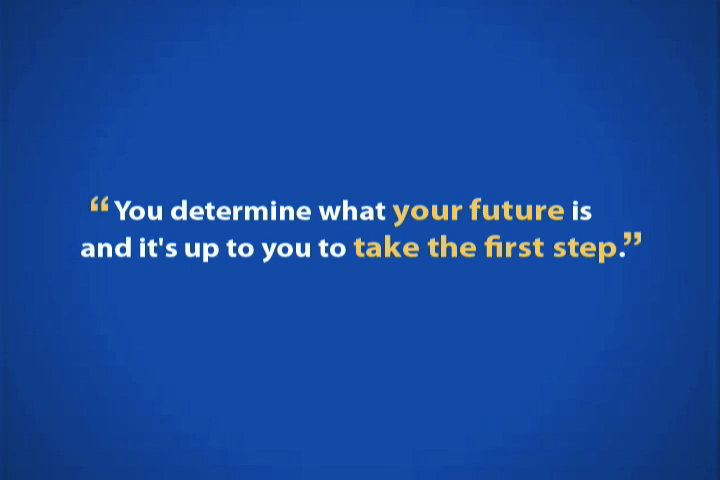 “You determine what your future is
and it's up to you to take the first step.”